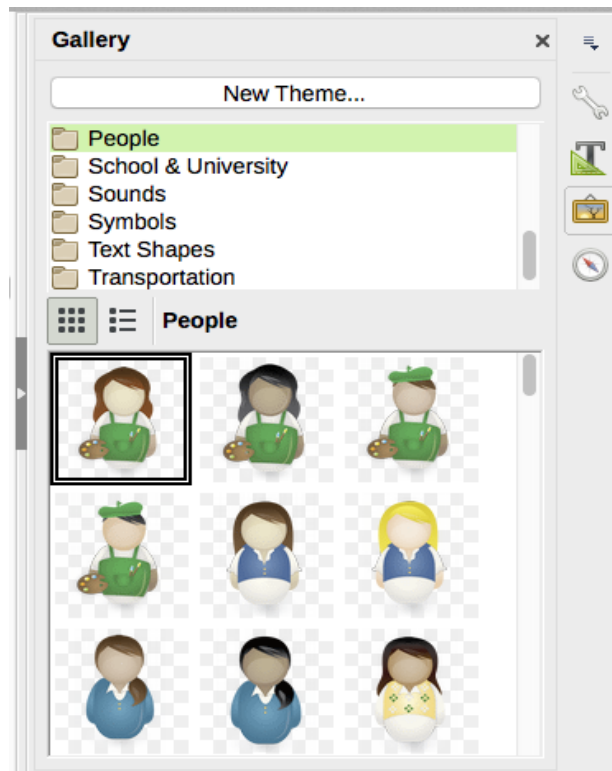 Gallery
New Theme...
People
School & University
Sounds
Symbols
Text Shapes
Transportation
People